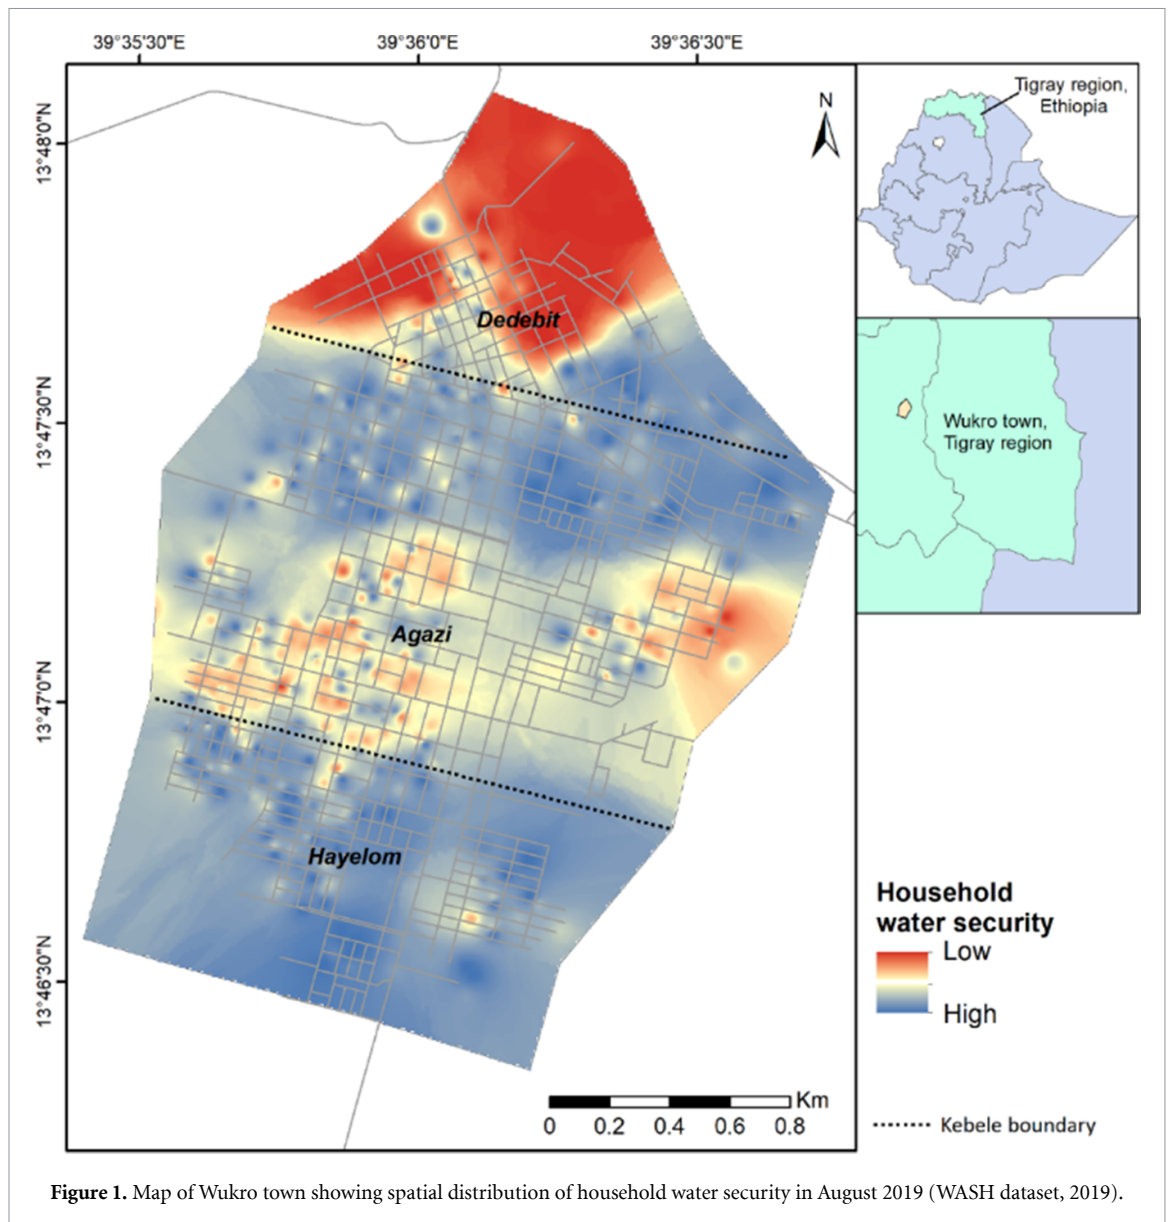 39°35'30"E
39°36'0"E
39°36'30"E
13°48'0"N
13°47'30"N
13°47'0"N
13°46'30"N
N
Dedebit
Agazi
Hayelom
Km
0
0.2
0.4
0.6
0.8
Tigray region,
Ethiopia
Wukro town,
Tigray region
Household
water security
Low
High
Kebele boundary
Figure 1. Map of Wukro town showing spatial distribution of household water security in August 2019 (WASH dataset, 2019).